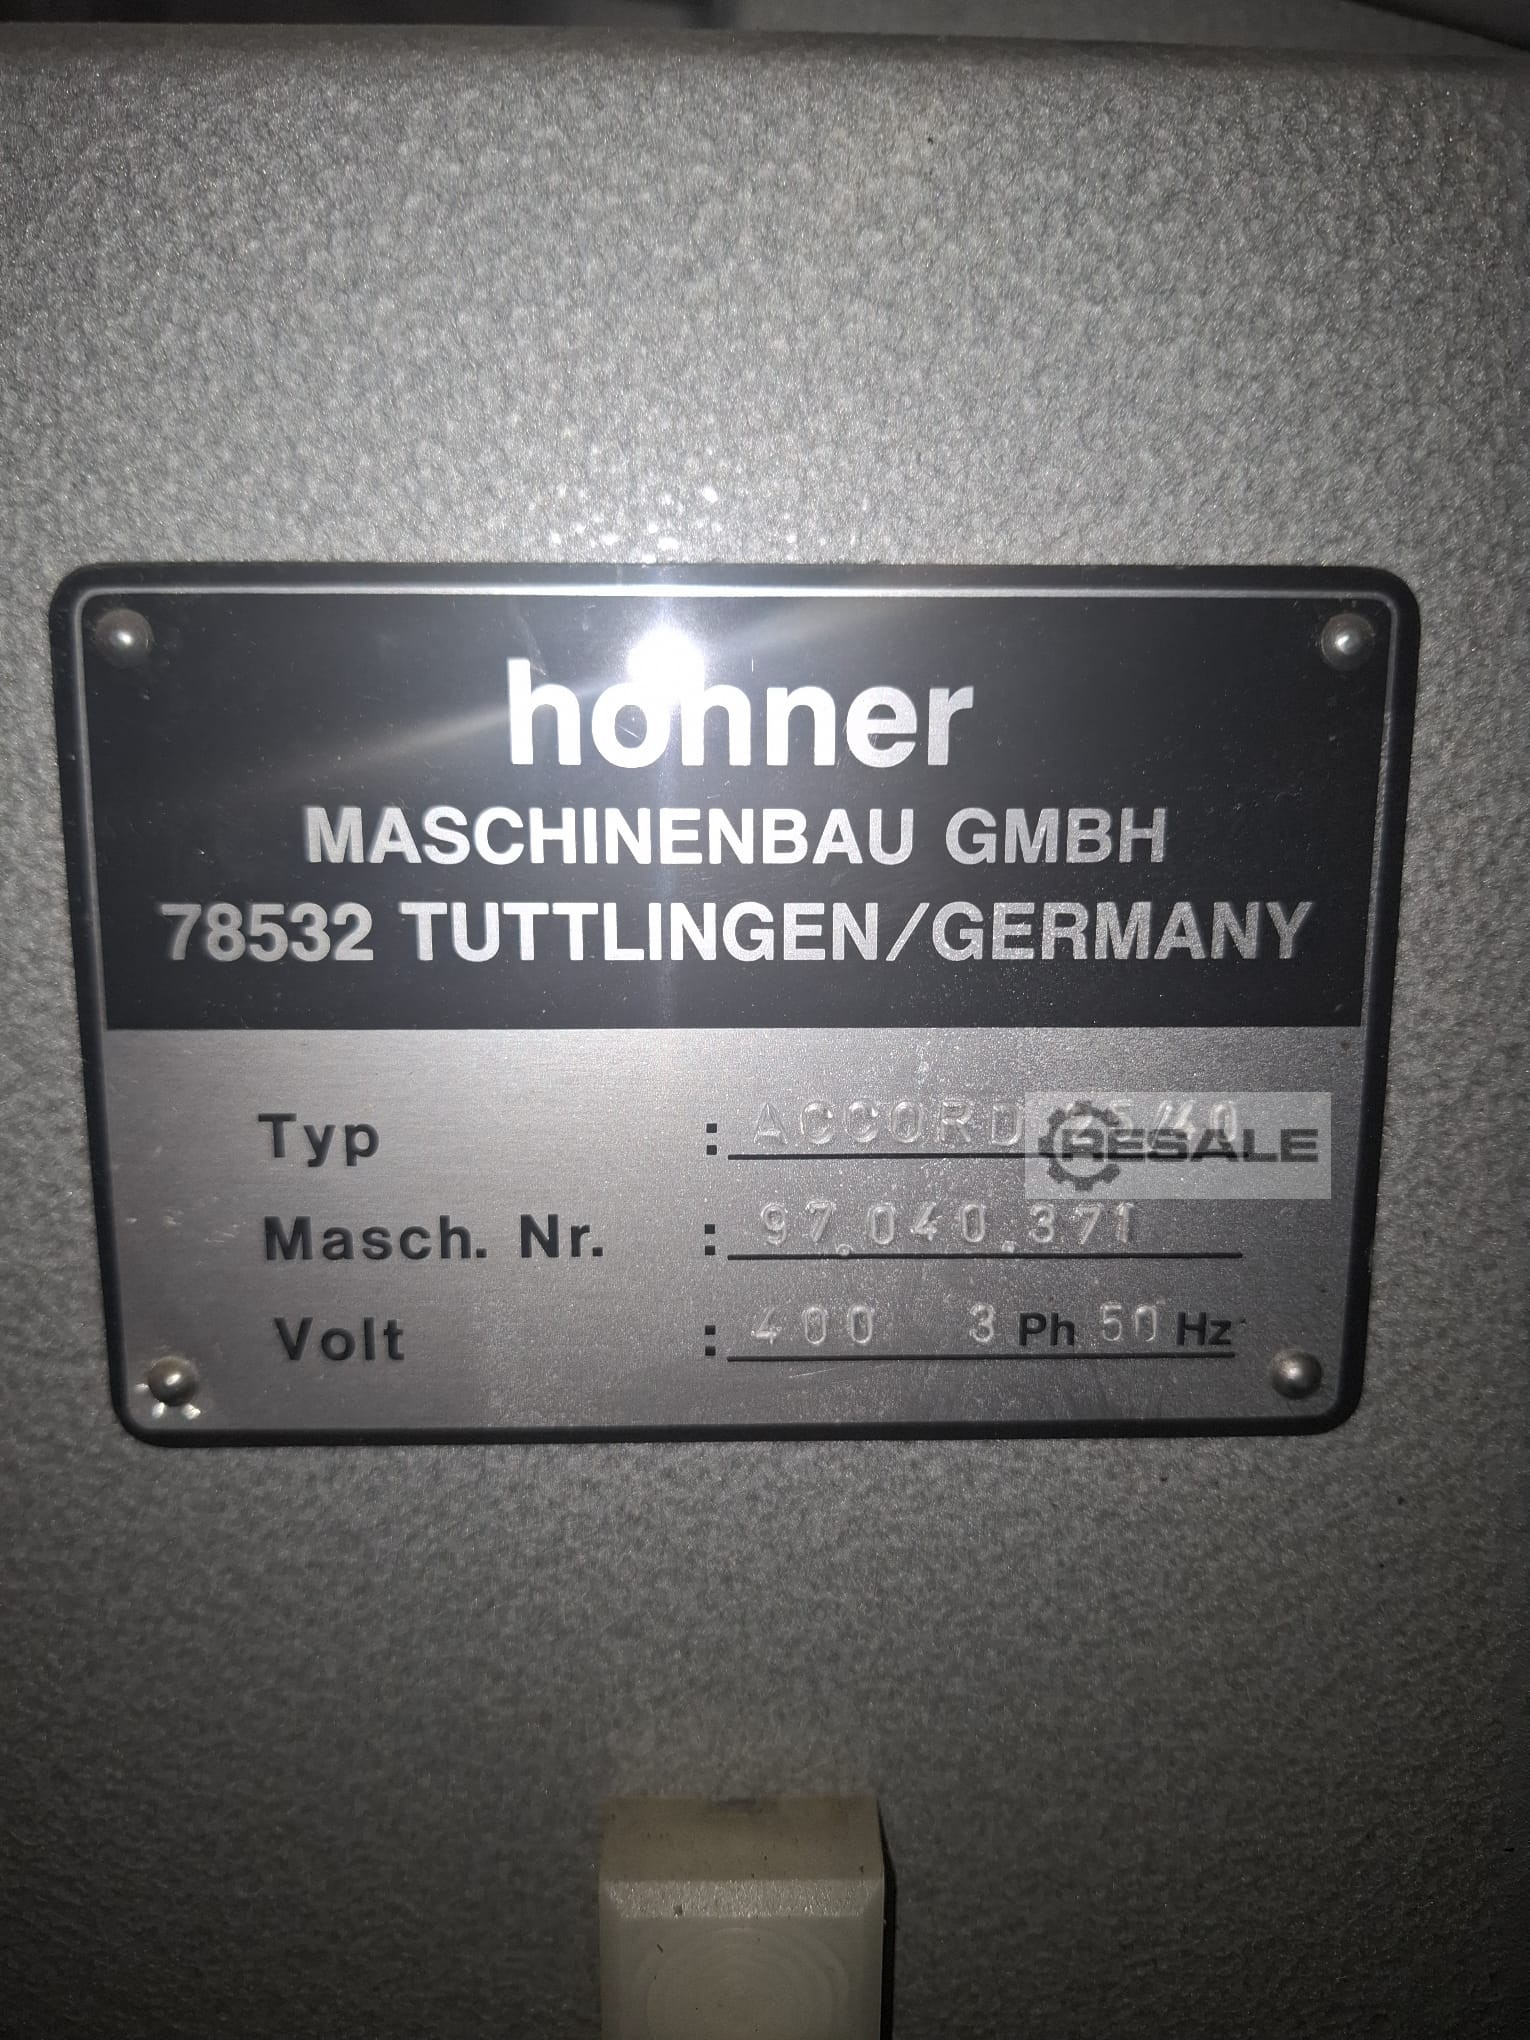 hohner
MASCHINENBAU GMBH
78532 TUTTLINGEN/GERMANY
Typ : ACCORD
RESALE
Masch. Nr. : 97.040.371
Volt : 400 3 Ph 50 Hz